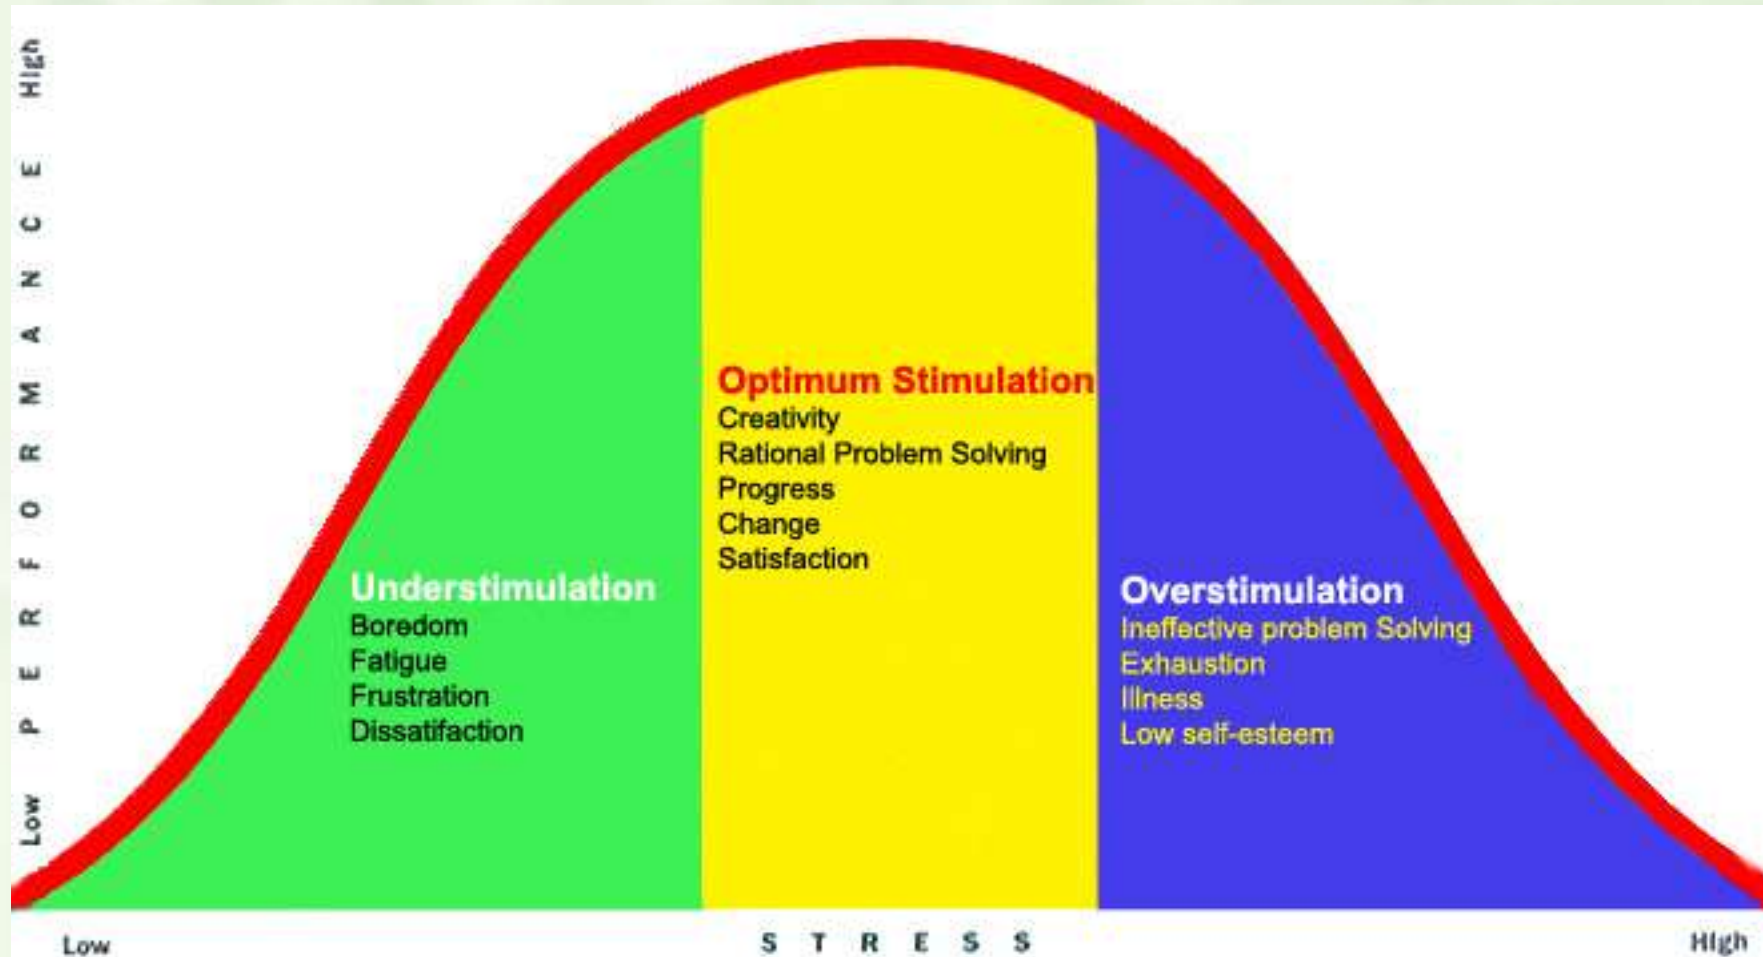 Low PERFORMANCE High
Optimum Stimulation
Creativity
Rational Problem Solving
Progress
Change
Satisfaction
Understimulation
Boredom
Fatigue
Frustration
Dissatifaction
Overstimulation
Ineffective problem Solving
Exhaustion
Illness
Low self-esteem
Low STRESS High